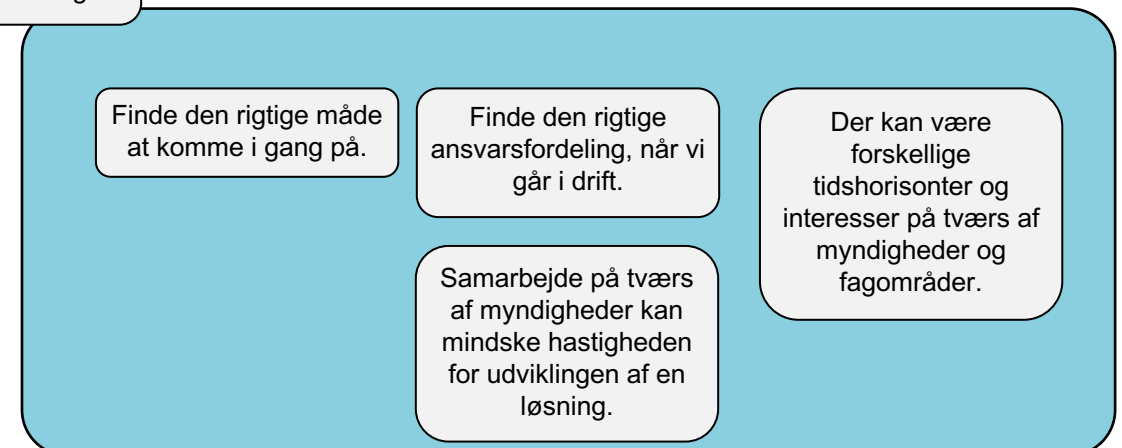 Finde den rigtige måde
at komme i gang på.
Finde den rigtige
ansvarsfordeling, når vi
går i drift.
Samarbejde på tværs
af myndigheder kan
mindske hastigheden
for udviklingen af en
løsning.
Der kan være
forskellige
tidshorisonter og
interesser på tværs af
myndigheder og
fagområder.